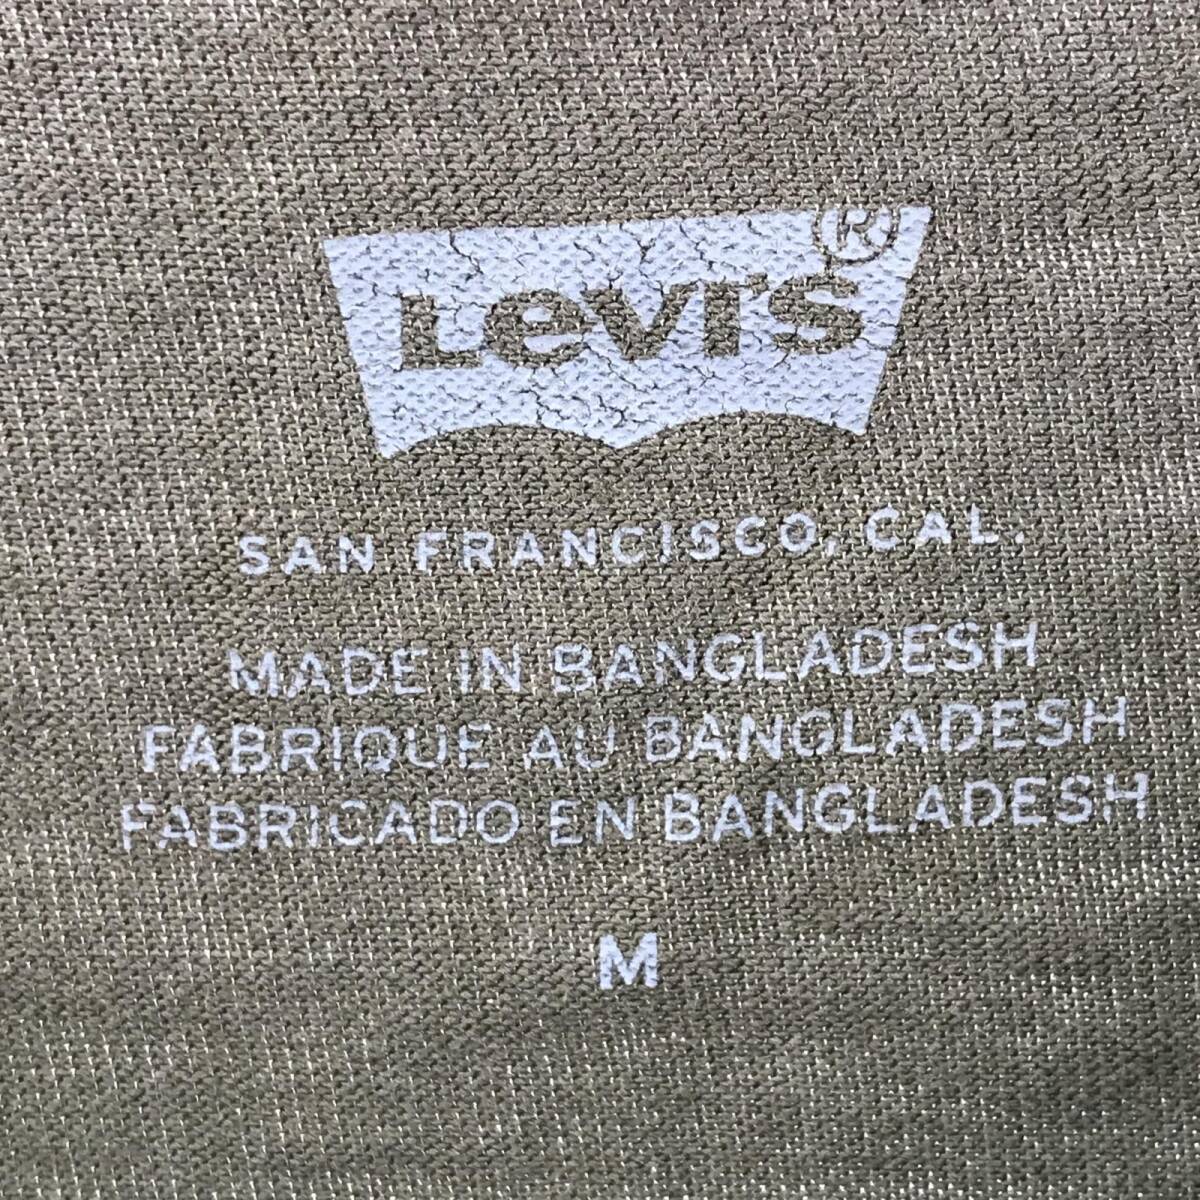 Levi's®
SAN FRANCISCO, CAL.
MADE IN BANGLADESH
FABRIQUE AU BANGLADESH
FABRICADO EN BANGLADESH
M